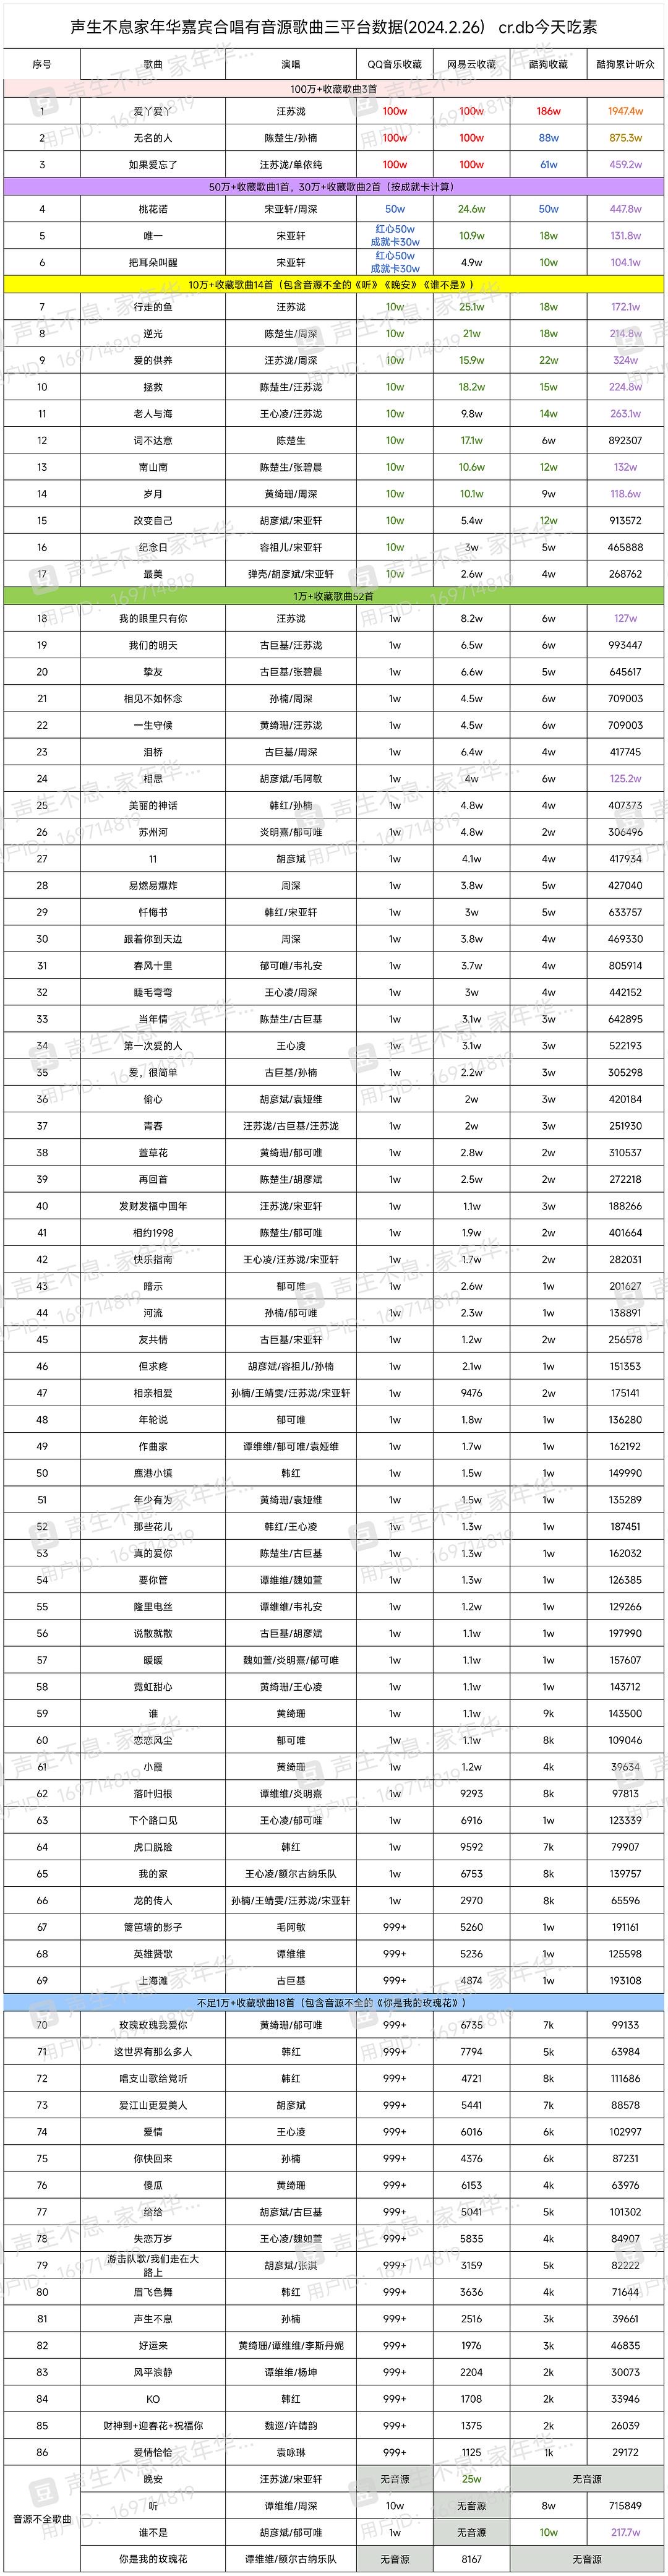 声生不息家年华嘉宾合唱有音源歌曲三平台数据(2024.2.26) cr.db今天吃素
序号 歌曲 演唱 QQ音乐收藏 网易云收藏 酷狗收藏 酷狗累计听众
100万+收藏歌曲3首
1 爱丫爱丫 汪苏泷 100w 100w 186w 1947.4w
2 无名的人 陈楚生/孙楠 100w 100w 88w 875.3w
3 如果爱忘了 汪苏泷/单依纯 100w 100w 61w 459.2w
50万+收藏歌曲1首，30万+收藏歌曲2首（按成就卡计算）
4 桃花诺 宋亚轩/周深 50w 24.6w 50w 447.8w
5 唯一 宋亚轩 红心50w 成就卡30w 10.9w 18w 131.8w
6 把耳朵叫醒 宋亚轩 红心50w 成就卡30w 4.9w 10w 104.1w
10万+收藏歌曲14首（包含音源不全的《听》《晚安》《谁不是》）
7 行走的鱼 汪苏泷 10w 25.1w 18w 172.1w
8 逆光 陈楚生/周深 10w 21w 18w 214.8w
9 爱的供养 汪苏泷/周深 10w 15.9w 22w 324w
10 拯救 陈楚生/汪苏泷 10w 18.2w 15w 224.8w
11 老人与海 王心凌/汪苏泷 10w 9.8w 14w 263.1w
12 词不达意 陈楚生 10w 17.1w 6w 892307
13 南山南 陈楚生/张碧晨 10w 10.6w 12w 132w
14 岁月 黄绮珊/周深 10w 10.1w 9w 118.6w
15 改变自己 胡彦斌/宋亚轩 10w 5.4w 12w 913572
16 纪念日 容祖儿/宋亚轩 10w 3w 5w 465888
17 最美 弹壳/胡彦斌/宋亚轩 10w 2.6w 4w 268762
1万+收藏歌曲52首
18 我的眼里只有你 汪苏泷 1w 8.2w 6w 127w
19 我们的明天 古巨基/汪苏泷 1w 6.5w 6w 993447
20 挚友 古巨基/张碧晨 1w 6.6w 5w 645617
21 相见不如怀念 孙楠/周深 1w 4.5w 6w 709003
22 一生守候 黄绮珊/汪苏泷 1w 4.5w 6w 709003
23 泪桥 古巨基/周深 1w 6.4w 4w 417745
24 相思 胡彦斌/毛阿敏 1w 4w 6w 125.2w
25 美丽的神话 韩红/孙楠 1w 4.8w 4w 407373
26 苏州河 炎明熹/郁可唯 1w 4.8w 2w 306496
27 11 胡彦斌 1w 4.1w 4w 417934
28 易燃易爆炸 周深 1w 3.8w 5w 427040
29 忏悔书 韩红/宋亚轩 1w 3w 5w 633757
30 跟着你到天边 周深 1w 3.8w 4w 469330
31 春风十里 郁可唯/韦礼安 1w 3.7w 4w 805914
32 睫毛弯弯 王心凌/周深 1w 3w 4w 442152
33 当年情 陈楚生/古巨基 1w 3.1w 3w 642895
34 第一次爱的人 王心凌 1w 3.1w 3w 522193
35 爱，很简单 古巨基/孙楠 1w 2.2w 3w 305298
36 偷心 胡彦斌/袁娅维 1w 2w 3w 420184
37 青春 汪苏泷/古巨基/汪苏泷 1w 2w 3w 251930
38 萱草花 黄绮珊/郁可唯 1w 2.8w 2w 310537
39 再回首 陈楚生/胡彦斌 1w 2.5w 2w 272218
40 发财发福中国年 汪苏泷/宋亚轩 1w 1.1w 3w 188266
41 相约1998 陈楚生/郁可唯 1w 1.9w 2w 401664
42 快乐指南 王心凌/汪苏泷/宋亚轩 1w 1.7w 2w 282031
43 暗示 郁可唯 1w 2.6w 1w 201627
44 河流 孙楠/郁可唯 1w 2.3w 1w 138891
45 友共情 古巨基/宋亚轩 1w 1.2w 2w 256578
46 但求疼 胡彦斌/容祖儿/孙楠 1w 2.1w 1w 151353
47 相亲相爱 孙楠/王靖雯/汪苏泷/宋亚轩 1w 9476 2w 175141
48 年轮说 郁可唯 1w 1.8w 1w 136280
49 作曲家 谭维维/郁可唯/袁娅维 1w 1.7w 1w 162192
50 鹿港小镇 韩红 1w 1.5w 1w 149990
51 年少有为 黄绮珊/袁娅维 1w 1.5w 1w 135289
52 那些花儿 韩红/王心凌 1w 1.3w 1w 187451
53 真的爱你 陈楚生/古巨基 1w 1.3w 1w 162032
54 要你管 谭维维/魏如萱 1w 1.3w 1w 126385
55 隆里电丝 谭维维/韦礼安 1w 1.2w 1w 129266
56 说散就散 古巨基/胡彦斌 1w 1.1w 1w 197990
57 暖暖 魏如萱/炎明熹/郁可唯 1w 1.1w 1w 157607
58 霓虹甜心 黄绮珊/王心凌 1w 1.1w 1w 143712
59 谁 黄绮珊 1w 1.1w 9k 143500
60 恋恋风尘 郁可唯 1w 1.1w 8k 109046
61 小霞 黄绮珊 1w 1.2w 4k 39634
62 落叶归根 谭维维/炎明熹 1w 9293 8k 97813
63 下个路口见 王心凌/郁可唯 1w 6916 1w 123339
64 虎口脱险 韩红 1w 9592 7k 79907
65 我的家 王心凌/额尔古纳乐队 1w 6753 8k 139757
66 龙的传人 孙楠/王靖雯/汪苏泷/宋亚轩 1w 2970 8k 65596
67 篱笆墙的影子 毛阿敏 999+ 5260 1w 191161
68 英雄赞歌 谭维维 999+ 5236 1w 125598
69 上海滩 古巨基 999+ 4874 1w 193108
不足1万+收藏歌曲18首（包含音源不全的《你是我的玫瑰花》）
70 玫瑰玫瑰我爱你 黄绮珊/郁可唯 999+ 6735 7k 99133
71 这世界有那么多人 韩红 999+ 7794 5k 63984
72 唱支山歌给党听 韩红 999+ 4721 8k 111686
73 爱江山更爱美人 胡彦斌 999+ 5441 7k 88578
74 爱情 王心凌 999+ 6016 6k 102997
75 你快回来 孙楠 999+ 4376 6k 87231
76 傻瓜 黄绮珊 999+ 6153 4k 63976
77 给给 胡彦斌/古巨基 999+ 5041 5k 101302
78 失恋万岁 王心凌/魏如萱 999+ 5835 4k 84907
79 游击队歌/我们走在大路上 胡彦斌/张淇 999+ 3159 5k 82222
80 眉飞色舞 韩红 999+ 3636 4k 71644
81 声生不息 孙楠 999+ 2516 3k 39661
82 好运来 黄绮珊/谭维维/李斯丹妮 999+ 1976 3k 46835
83 风平浪静 谭维维/杨坤 999+ 2204 2k 30073
84 KO 韩红 999+ 1708 2k 33946
85 财神到+迎春花+祝福你 魏巡/许靖韵 999+ 1375 2k 26039
86 爱情恰恰 袁咏琳 999+ 1125 1k 29172
音源不全歌曲
晚安 汪苏泷/宋亚轩 无音源 25w 无音源
听 谭维维/周深 10w 无音源 8w 715849
谁不是 胡彦斌/郁可唯 1w 无音源 10w 217.7w
你是我的玫瑰花 谭维维/额尔古纳乐队 无音源 8167 无音源
声生不息·家年华...
用户ID：169714819